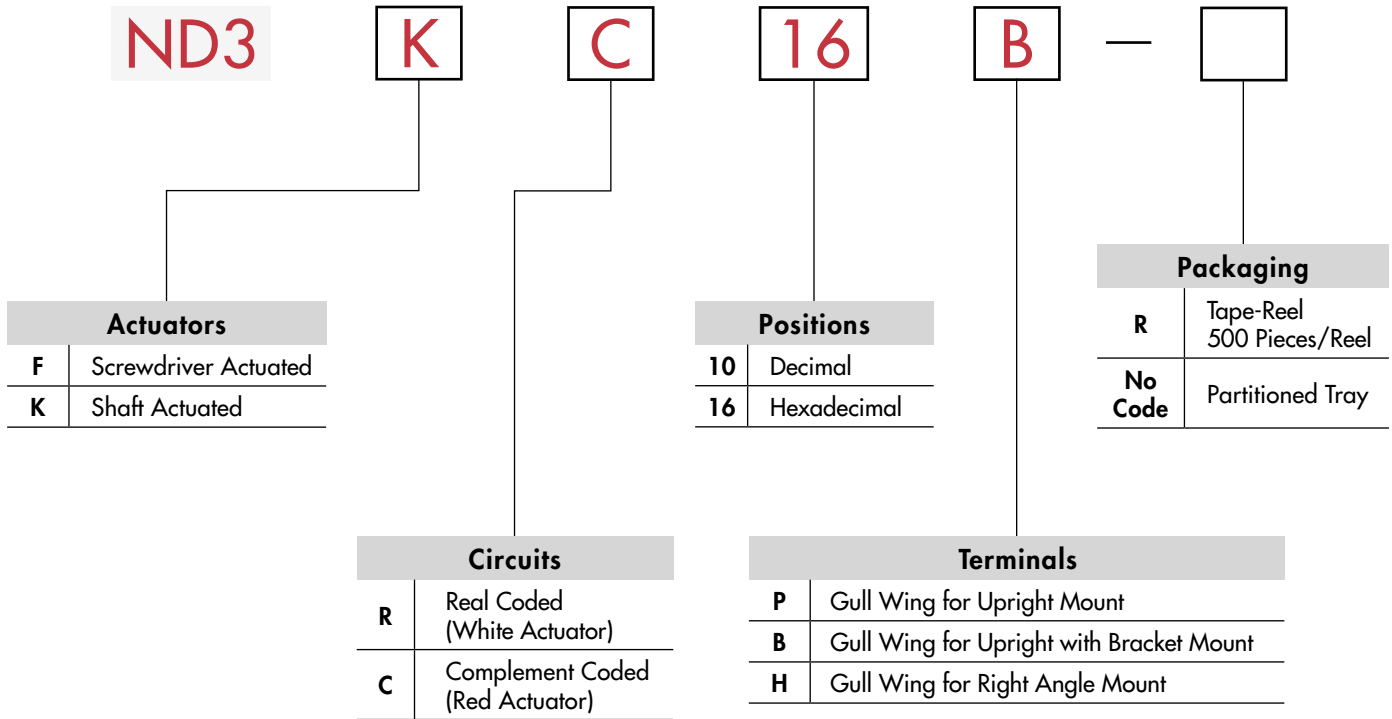 ND3 K C 16 B —
Packaging
R Tape-Reel
500 Pieces/Reel
No
Code Partitioned Tray
Actuators
F Screwdriver Actuated
K Shaft Actuated
Positions
10 Decimal
16 Hexadecimal
Circuits
R Real Coded
(White Actuator)
C Complement Coded
(Red Actuator)
Terminals
P Gull Wing for Upright Mount
B Gull Wing for Upright with Bracket Mount
H Gull Wing for Right Angle Mount